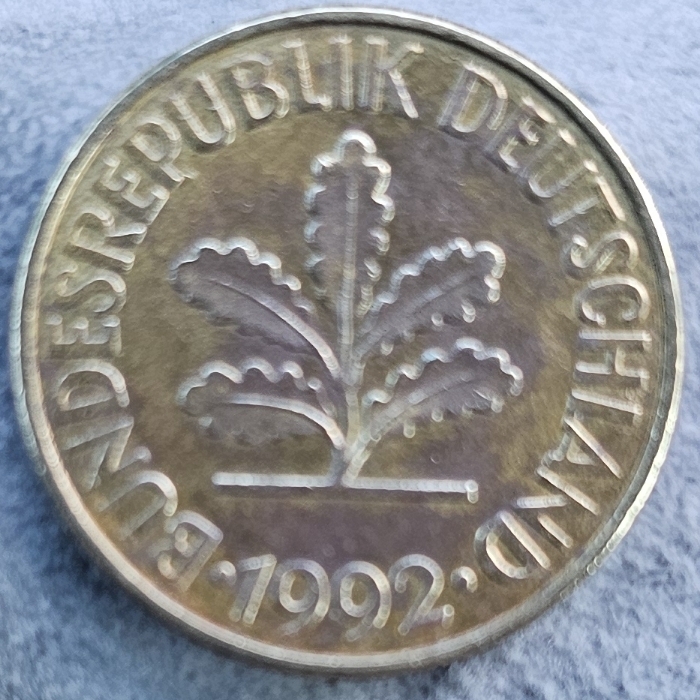 BUNDESREPUBLIK DEUTSCHLAND
·1992·